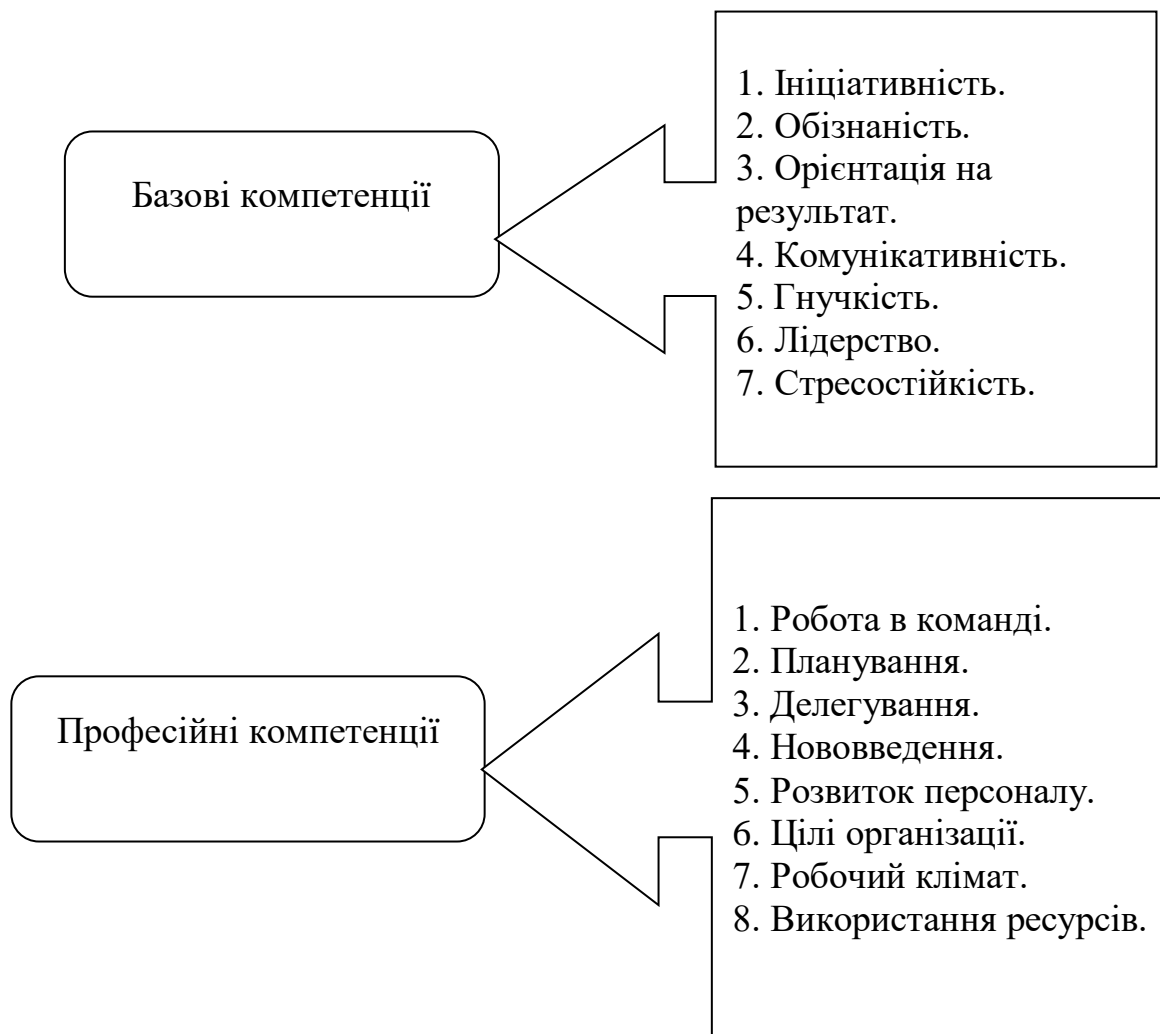 Базові компетенції
1. Ініціативність.
2. Обізнаність.
3. Орієнтація на
результат.
4. Комунікативність.
5. Гнучкість.
6. Лідерство.
7. Стресостійкість.
Професійні компетенції
1. Робота в команді.
2. Планування.
3. Делегування.
4. Нововведення.
5. Розвиток персоналу.
6. Цілі організації.
7. Робочий клімат.
8. Використання ресурсів.